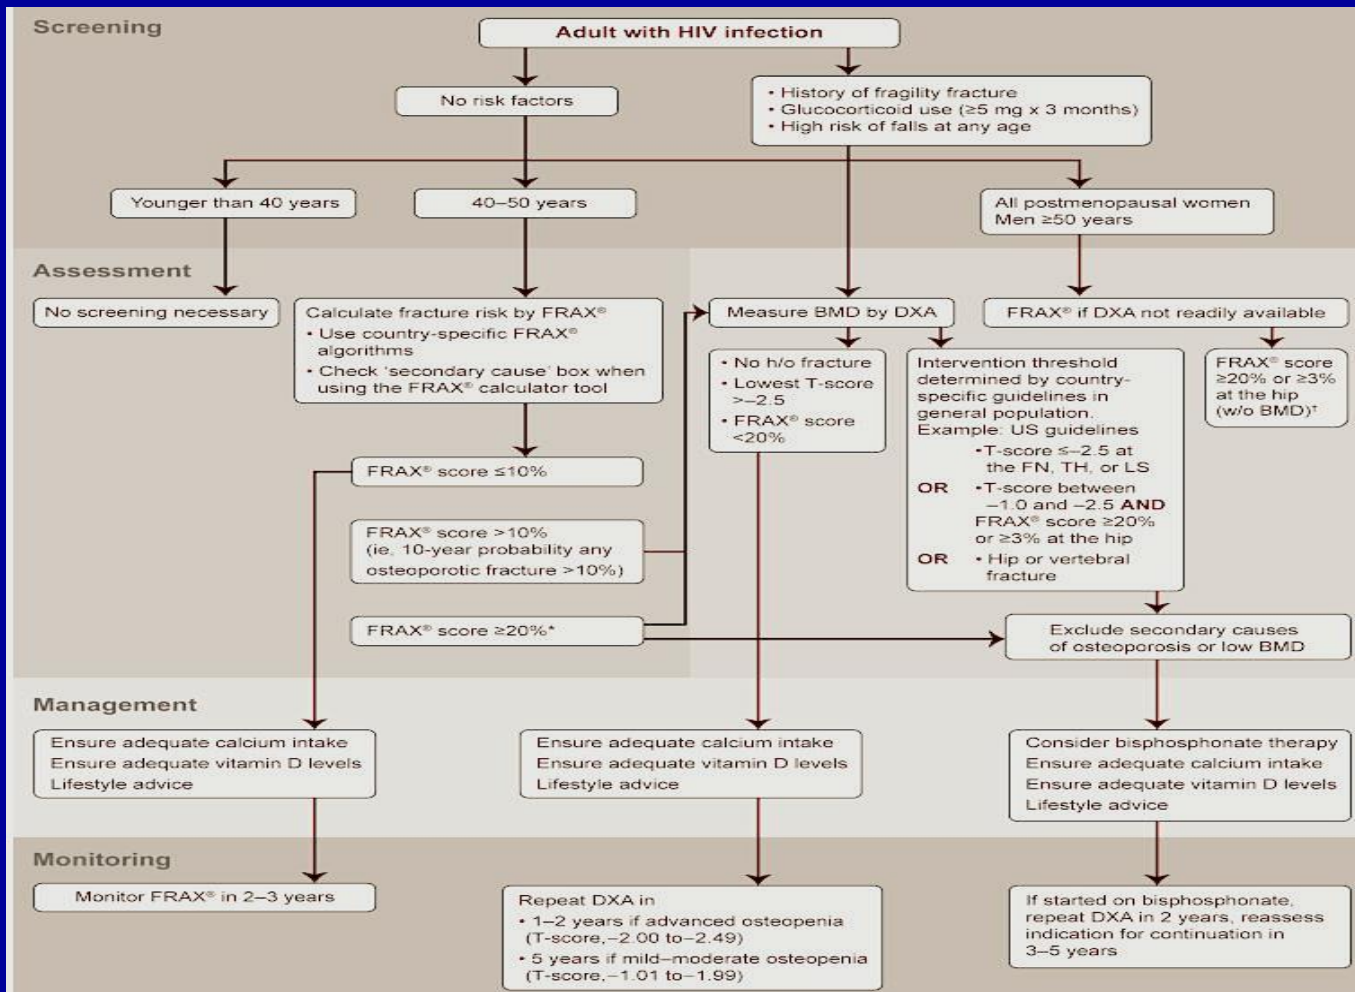 Screening
Adult with HIV infection
No risk factors
• History of fragility fracture
• Glucocorticoid use (≥5 mg x 3 months)
• High risk of falls at any age
Younger than 40 years
40–50 years
All postmenopausal women
Men ≥50 years
Assessment
No screening necessary
Calculate fracture risk by FRAX®
• Use country-specific FRAX®
algorithms
• Check ‘secondary cause’ box when
using the FRAX® calculator tool
Measure BMD by DXA
FRAX® if DXA not readily available
• No h/o fracture
• Lowest T-score
>–2.5
• FRAX® score
<20%
Intervention threshold
determined by country-
specific guidelines in
general population.
Example: US guidelines
•T-score ≤–2.5 at
the FN, TH, or LS
OR •T-score between
–1.0 and –2.5 AND
FRAX® score ≥20%
or ≥3% at the hip
OR • Hip or vertebral
fracture
FRAX® score
≥20% or ≥3%
at the hip
(w/o BMD)†
FRAX® score ≤10%
FRAX® score >10%
(ie, 10-year probability any
osteoporotic fracture >10%)
FRAX® score ≥20%*
Exclude secondary causes
of osteoporosis or low BMD
Management
Ensure adequate calcium intake
Ensure adequate vitamin D levels
Lifestyle advice
Ensure adequate calcium intake
Ensure adequate vitamin D levels
Lifestyle advice
Consider bisphosphonate therapy
Ensure adequate calcium intake
Ensure adequate vitamin D levels
Lifestyle advice
Monitoring
Monitor FRAX® in 2–3 years
Repeat DXA in
• 1–2 years if advanced osteopenia
(T-score,–2.00 to–2.49)
• 5 years if mild–moderate osteopenia
(T-score,–1.01 to–1.99)
If started on bisphosphonate,
repeat DXA in 2 years, reassess
indication for continuation in
3–5 years